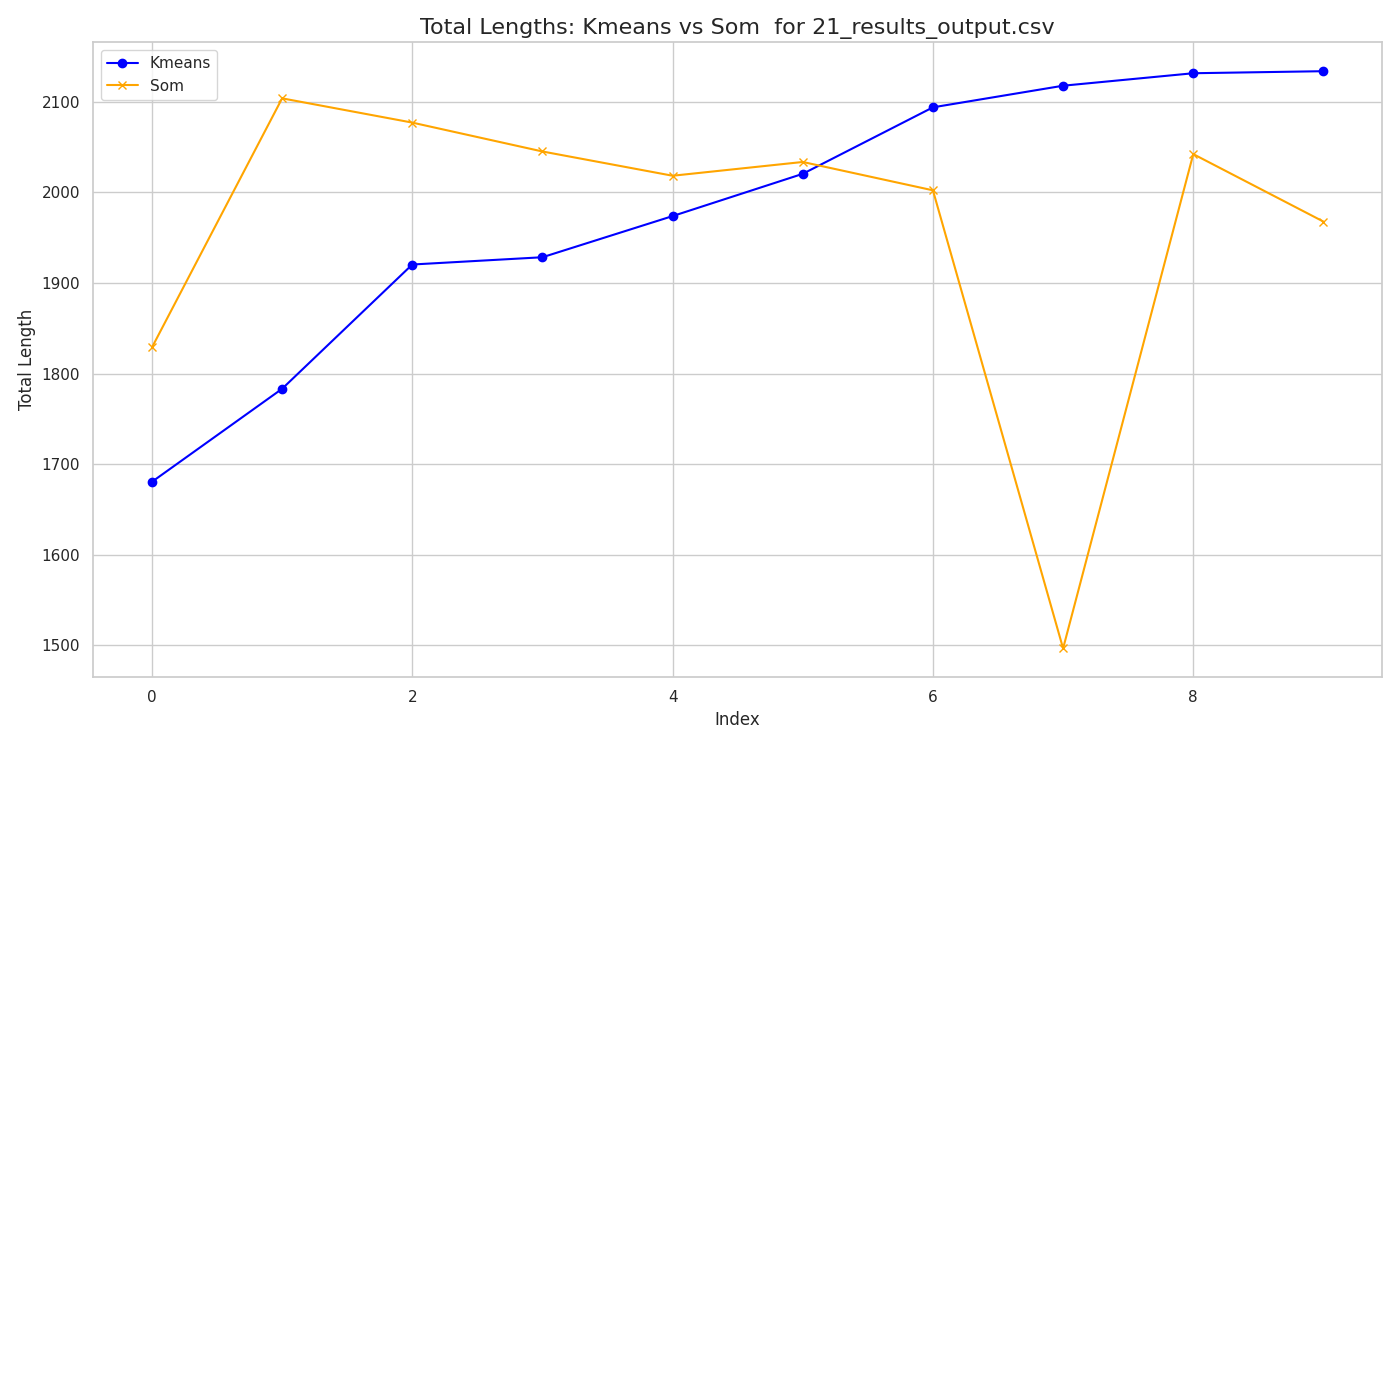 Total Lengths: Kmeans vs Som  for 21_results_output.csv
Kmeans
Som
Total Length
2100
2000
1900
1800
1700
1600
1500
0 2 4 6 8
Index